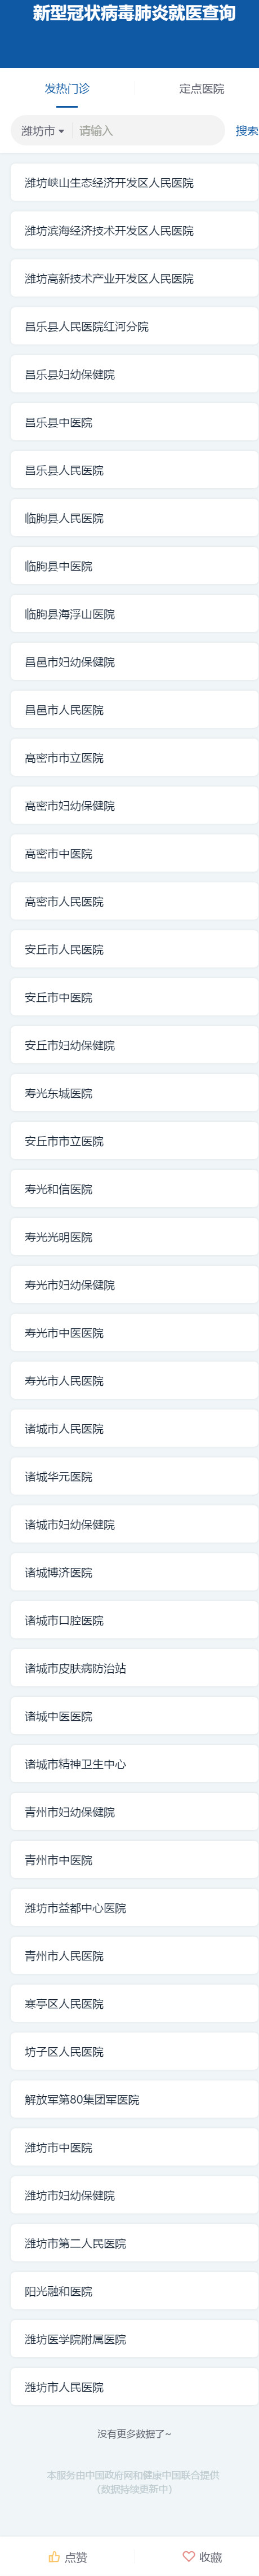 新型冠状病毒肺炎就医查询
发热门诊 定点医院
潍坊市 请输入 搜索
潍坊峡山生态经济开发区人民医院
潍坊滨海经济技术开发区人民医院
潍坊高新技术产业开发区人民医院
昌乐县人民医院红河分院
昌乐县妇幼保健院
昌乐县中医院
昌乐县人民医院
临朐县人民医院
临朐县中医院
临朐县海浮山医院
昌邑市妇幼保健院
昌邑市人民医院
高密市市立医院
高密市妇幼保健院
高密市中医院
高密市人民医院
安丘市人民医院
安丘市中医院
安丘市妇幼保健院
寿光东城医院
安丘市市立医院
寿光和信医院
寿光光明医院
寿光市妇幼保健院
寿光市中医医院
寿光市人民医院
诸城市人民医院
诸城华元医院
诸城市妇幼保健院
诸城博济医院
诸城市口腔医院
诸城市皮肤病防治站
诸城中医医院
诸城市精神卫生中心
青州市妇幼保健院
青州市中医院
潍坊市益都中心医院
青州市人民医院
寒亭区人民医院
坊子区人民医院
解放军第80集团军医院
潍坊市中医院
潍坊市妇幼保健院
潍坊市第二人民医院
阳光融和医院
潍坊医学院附属医院
潍坊市人民医院
没有更多数据了~
本服务由中国政府网和健康中国联合提供
(数据持续更新中)
点赞 收藏